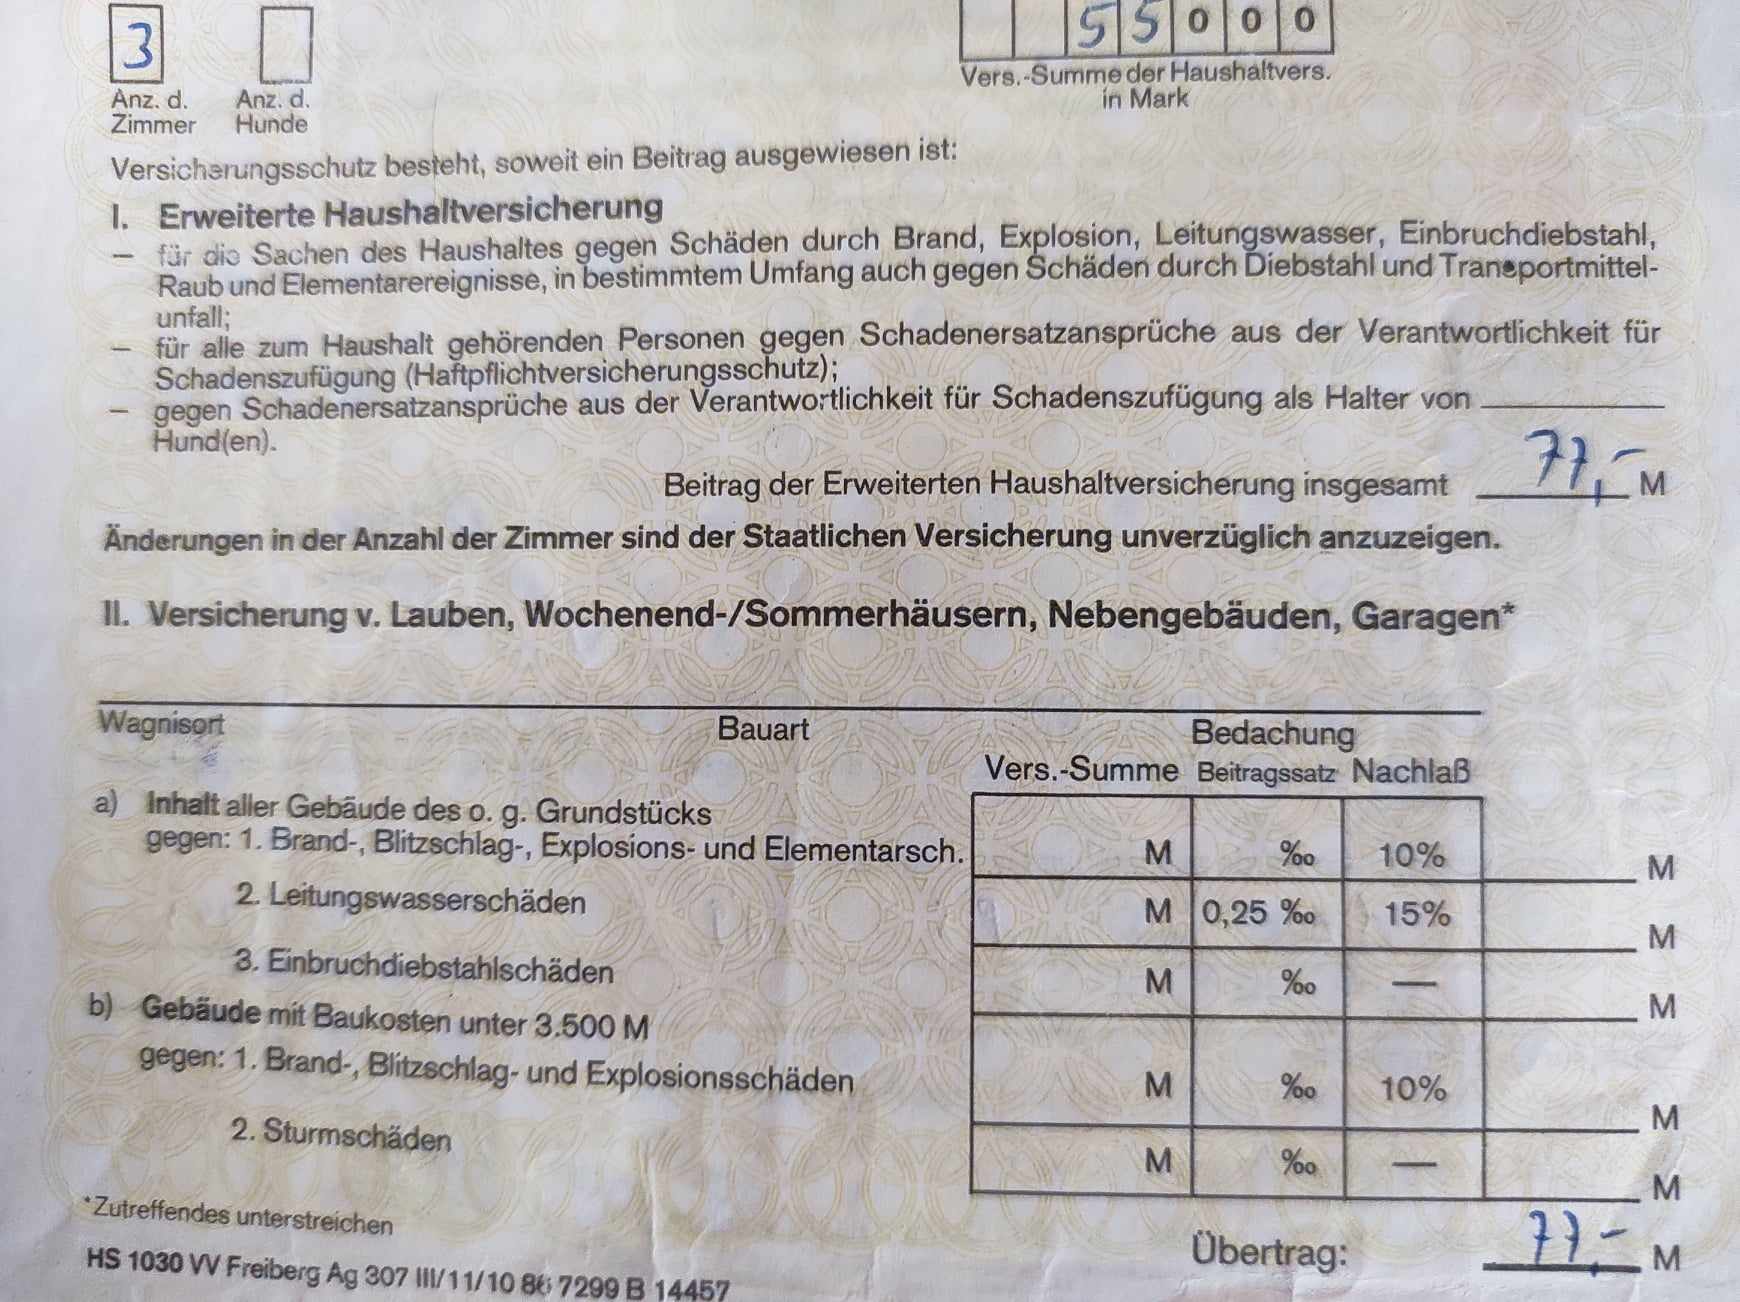 3
55000
Anz. d. Zimmer
Anz. d. Hunde
Vers.-Summe der Haushaltvers.
in Mark
Versicherungsschutz besteht, soweit ein Beitrag ausgewiesen ist:
I. Erweiterte Haushaltversicherung
– für die Sachen des Haushaltes gegen Schäden durch Brand, Explosion, Leitungswasser, Einbruchdiebstahl,
Raub und Elementarereignisse, in bestimmtem Umfang auch gegen Schäden durch Diebstahl und Transportmittel-
unfall;
– für alle zum Haushalt gehörenden Personen gegen Schadenersatzansprüche aus der Verantwortlichkeit für
Schadenszufügung (Haftpflichtversicherungsschutz);
– gegen Schadenersatzansprüche aus der Verantwortlichkeit für Schadenszufügung als Halter von
Hund(en).
Beitrag der Erweiterten Haushaltversicherung insgesamt 77,– M
Änderungen in der Anzahl der Zimmer sind der Staatlichen Versicherung unverzüglich anzuzeigen.
II. Versicherung v. Lauben, Wochenend-/Sommerhäusern, Nebengebäuden, Garagen*
Wagnisort Bauart Bedachung
Vers.-Summe Beitragssatz Nachlaß
a) Inhalt aller Gebäude des o. g. Grundstücks
gegen: 1. Brand-, Blitzschlag-, Explosions- und Elementarsch. M ‰ 10% M
2. Leitungswasserschäden M 0,25 ‰ 15% M
3. Einbruchdiebstahlschäden M ‰ — M
b) Gebäude mit Baukosten unter 3.500 M
gegen: 1. Brand-, Blitzschlag- und Explosionsschäden M ‰ 10% M
2. Sturmschäden M ‰ — M
*Zutreffendes unterstreichen
Übertrag: 77,– M
HS 1030 VV Freiberg Ag 307 III/11/10 86 7299 B 14457